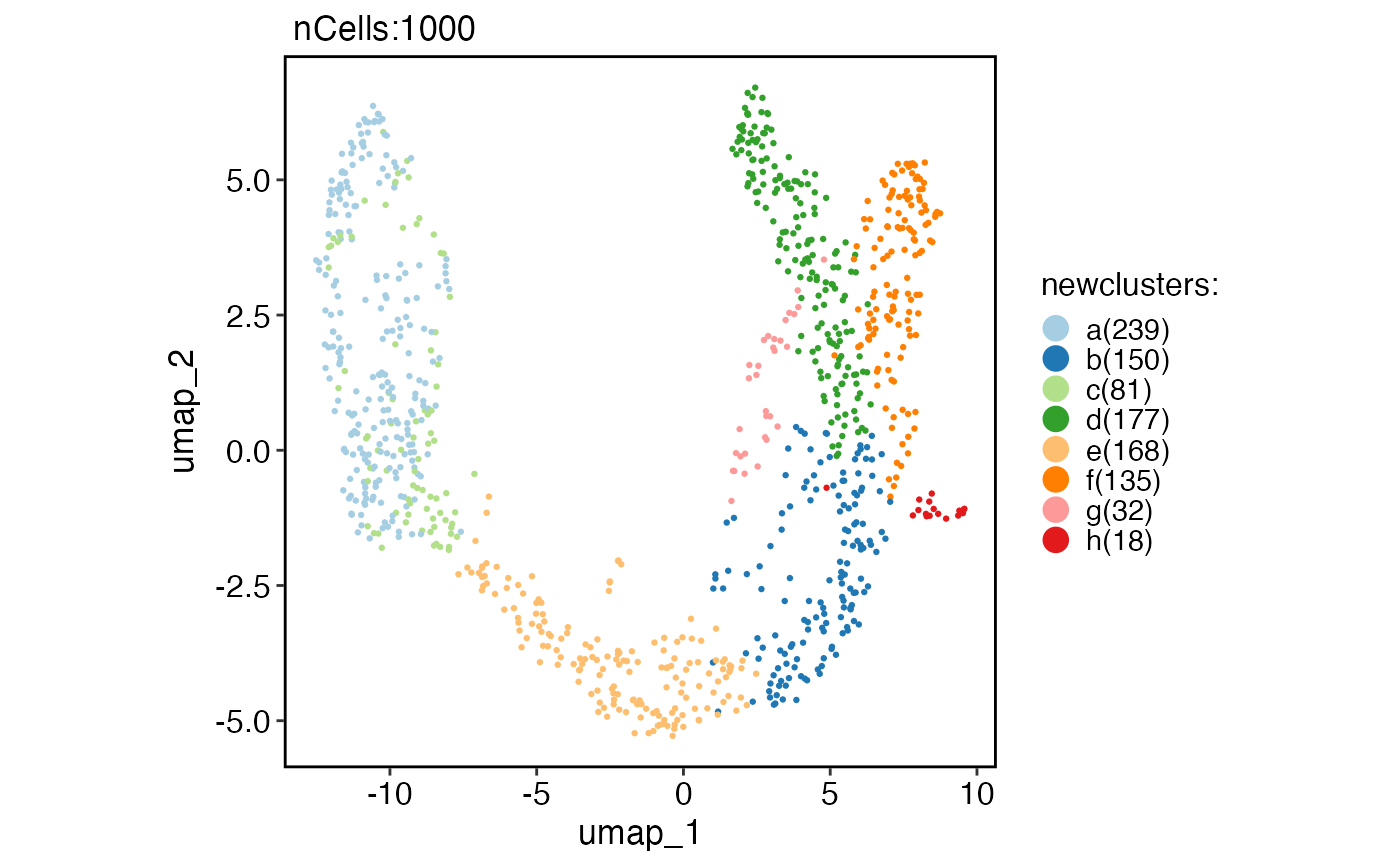 nCells:1000
umap_2
5.0
2.5
0.0
-2.5
-5.0
-10
-5
0
5
10
umap_1
newclusters:
a(239)
b(150)
c(81)
d(177)
e(168)
f(135)
g(32)
h(18)